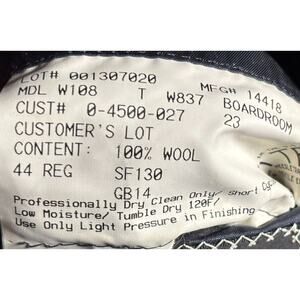 LOT# 001307020 MFG# 14418
MDL W108 T W837 BOARDROOM
CUST# 0-4500-027 23
CUSTOMER'S LOT
CONTENT: 100% WOOL
44 REG SF130
GB14
Professionally Dry Clean Only/ Short Cycle/
Low Moisture/ Tumble Dry 120F/
Use Only Light Pressure in Finishing